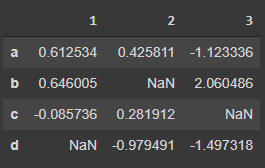 1 2 3
a 0.612534 0.425811 -1.123336
b 0.646005 NaN 2.060486
c -0.085736 0.281912 NaN
d NaN -0.979491 -1.497318